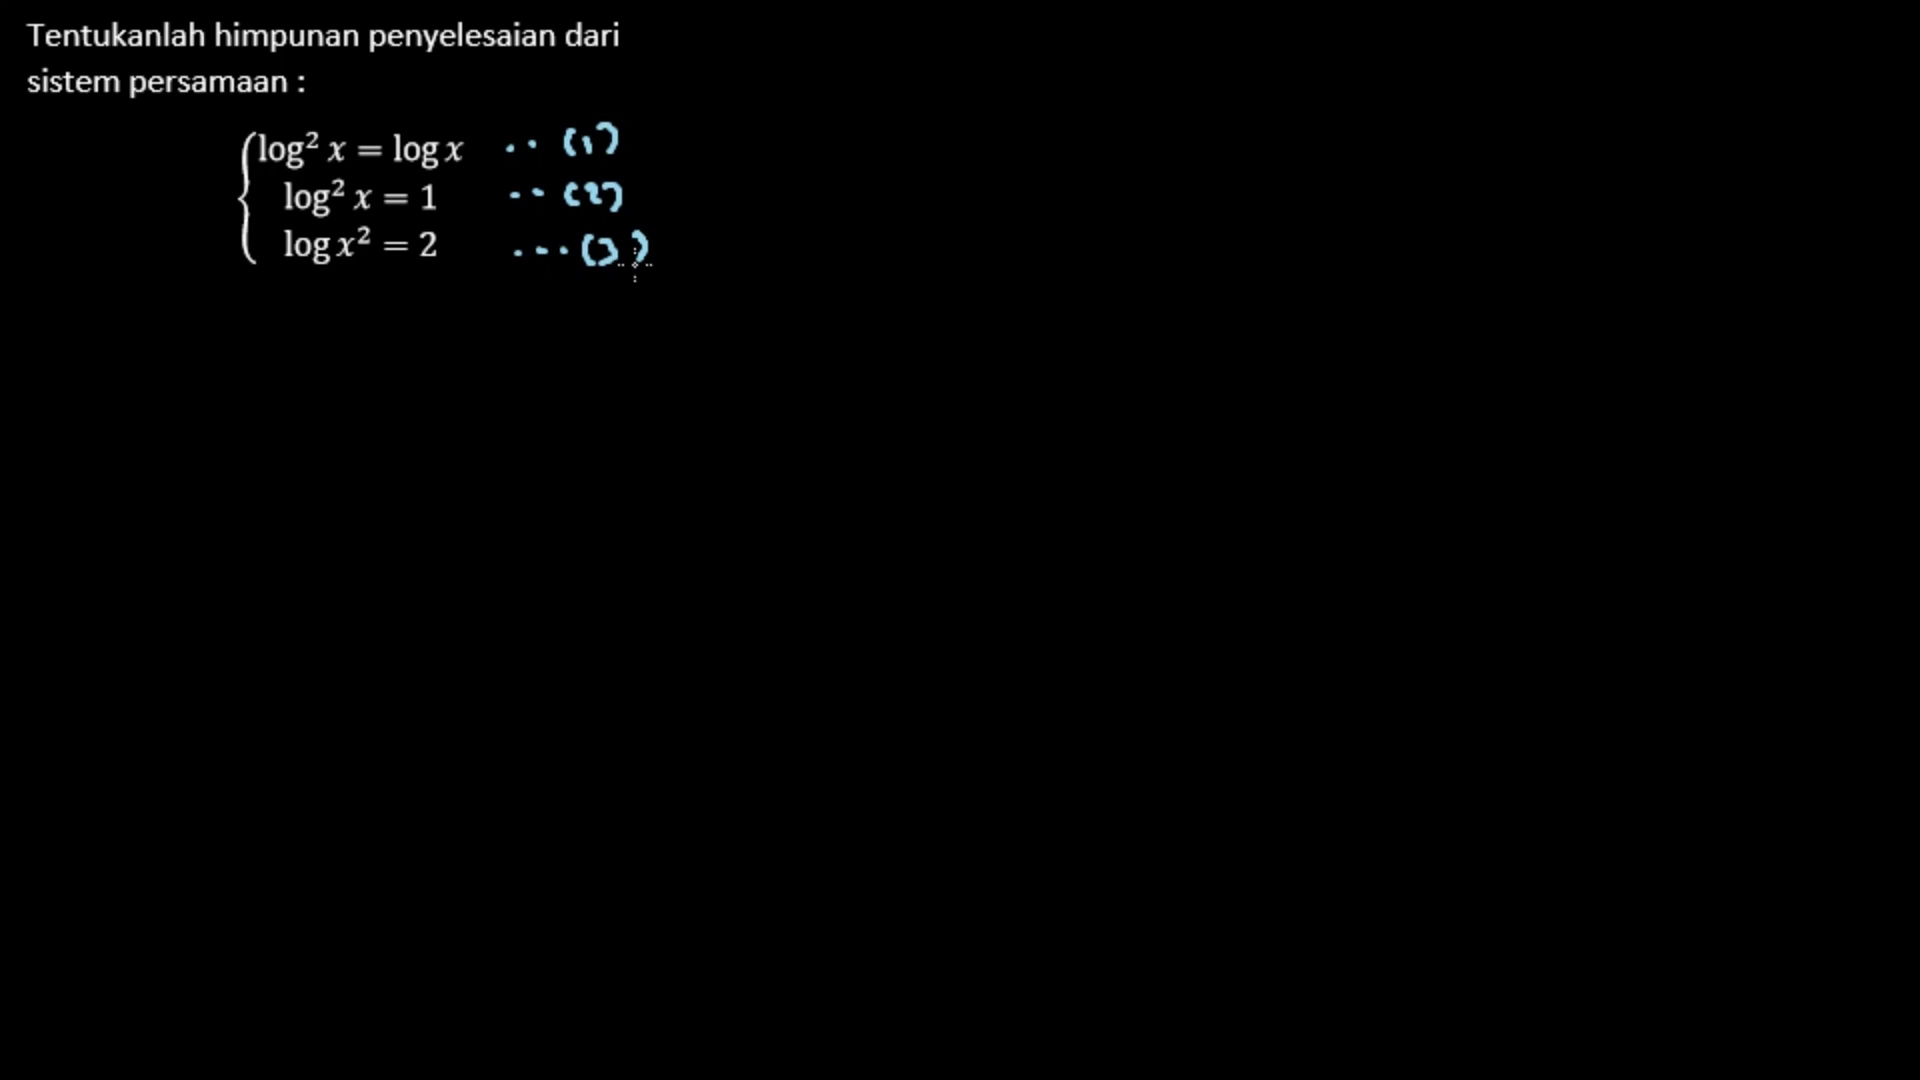 Tentukanlah himpunan penyelesaian dari
sistem persamaan :
log² x = log x .. (1)
log² x = 1 .. (2)
log x² = 2 ... (3)